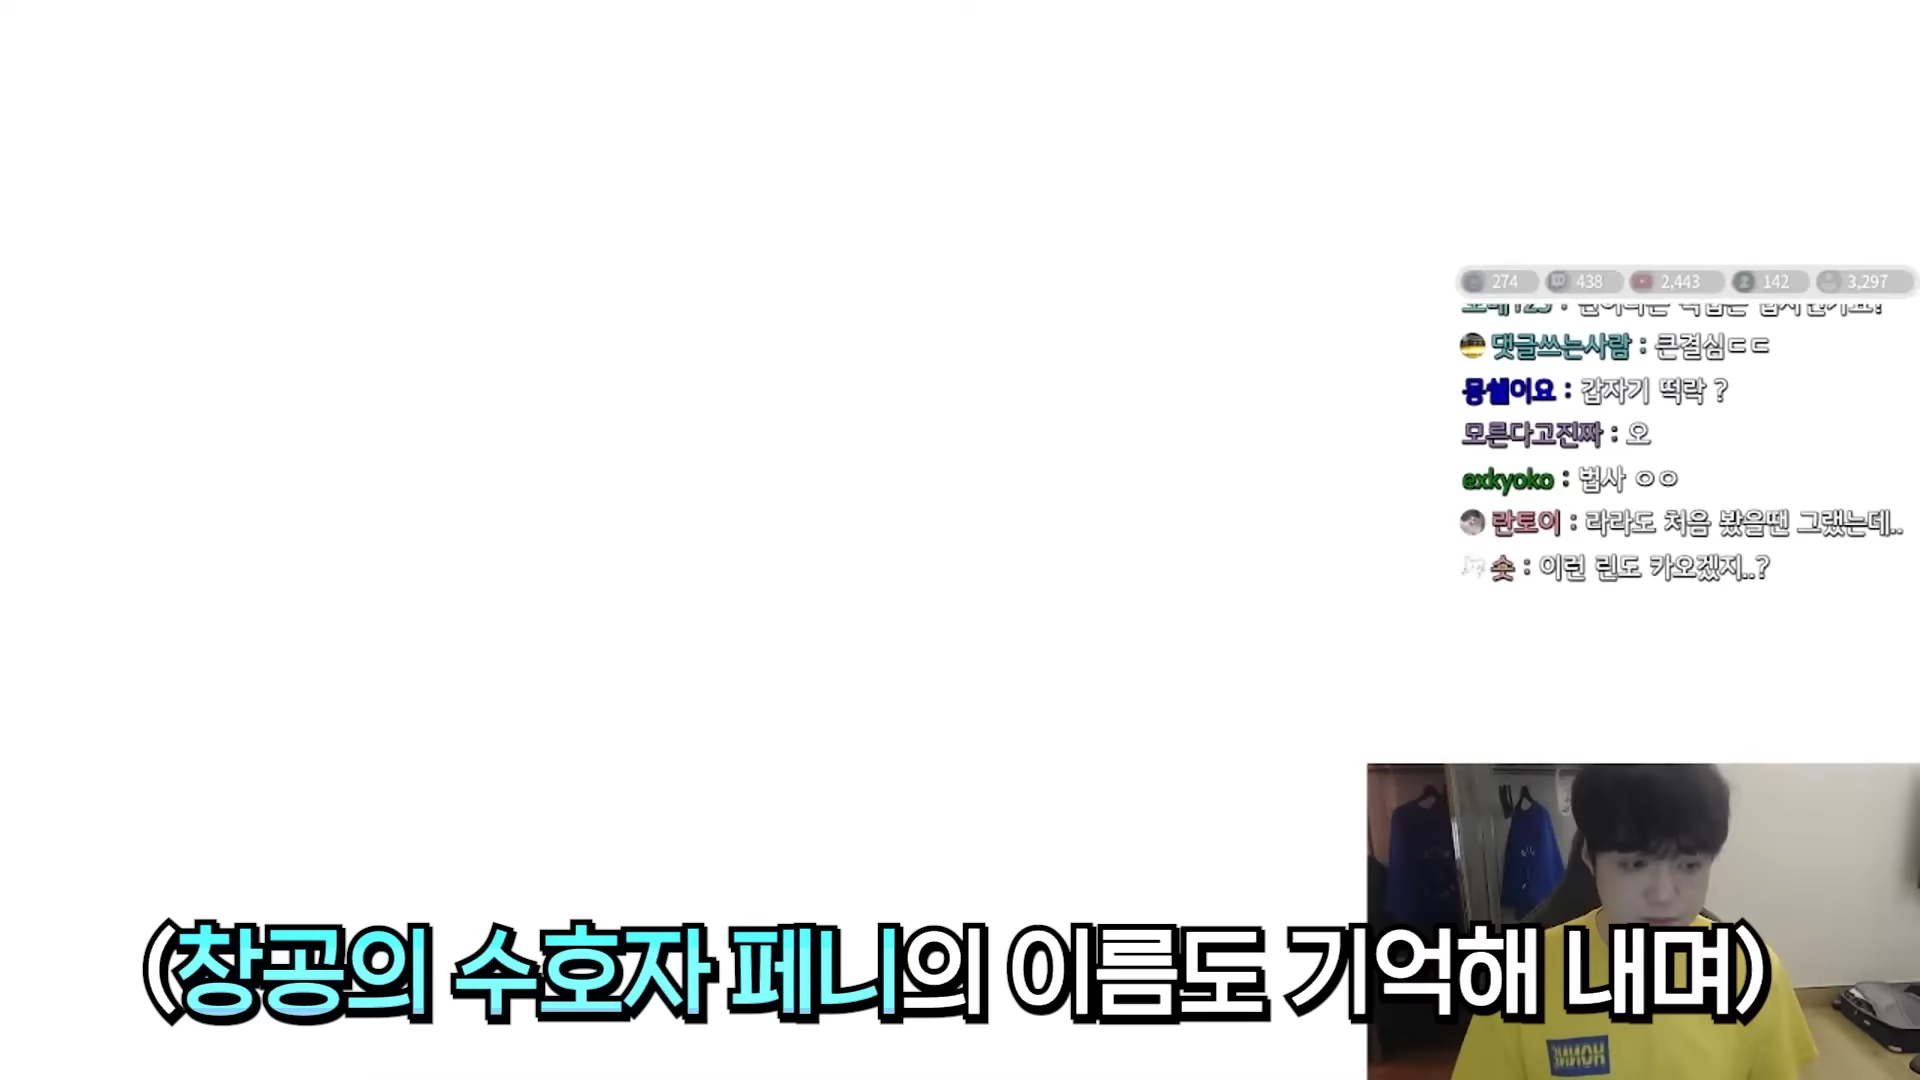 274 438 2,443 142 3,297
댓글쓰는사람 : 큰결심ㄷㄷ
몽쉘이요 : 갑자기 떡락 ?
모른다고진짜 : 오
exkyoko : 법사 ㅇㅇ
란토이 : 라라도 처음 봤을땐 그랬는데..
숏 : 이런 린도 카오겠지..?
(창공의 수호자 페니의 이름도 기억해 내며)